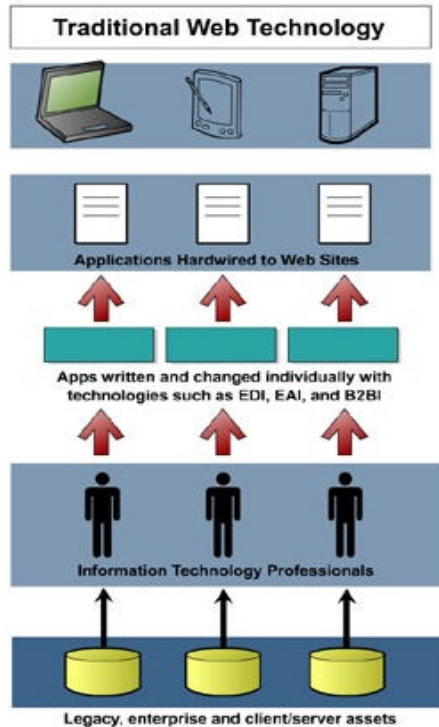 Traditional Web Technology
Applications Hardwired to Web Sites
Apps written and changed individually with
technologies such as EDI, EAI, and B2BI
Information Technology Professionals
Legacy, enterprise and client/server assets